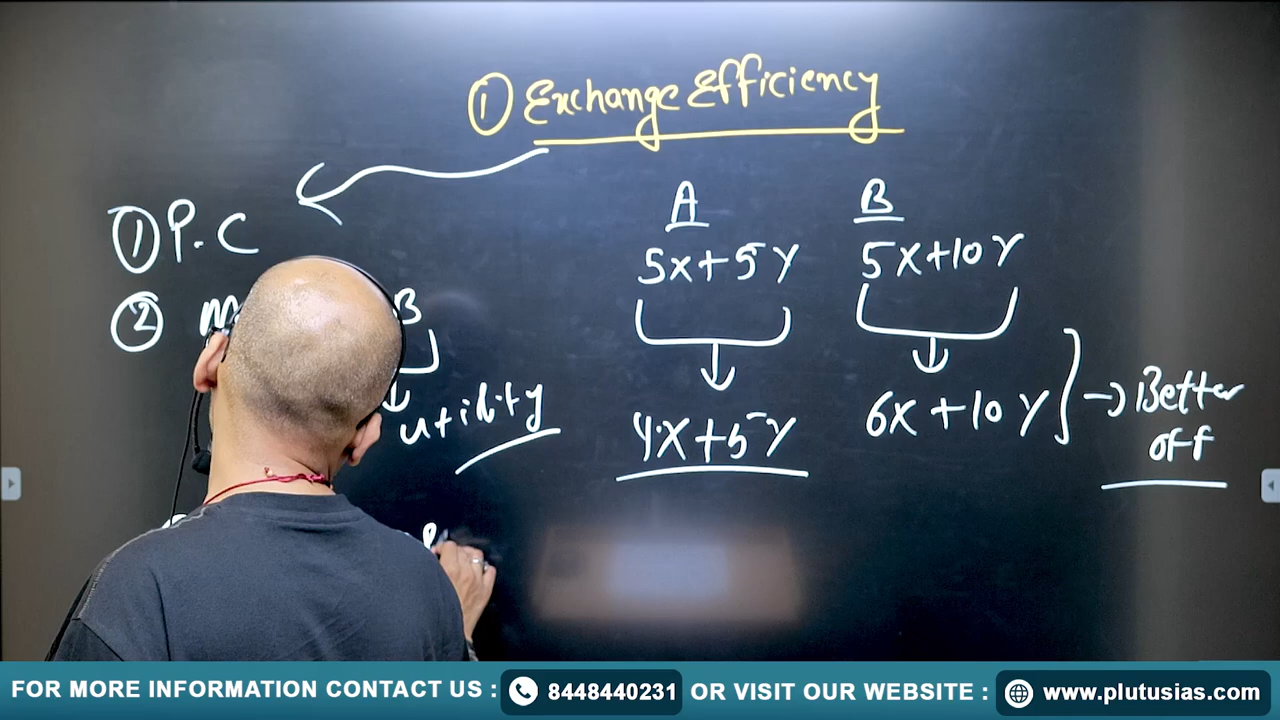 ① Exchange Efficiency
① P.C
②
B
utility
A B
5x+5y 5x+10y
4x+5y 6x+10y → Better off
FOR MORE INFORMATION CONTACT US : 8448440231 OR VISIT OUR WEBSITE : www.plutusias.com